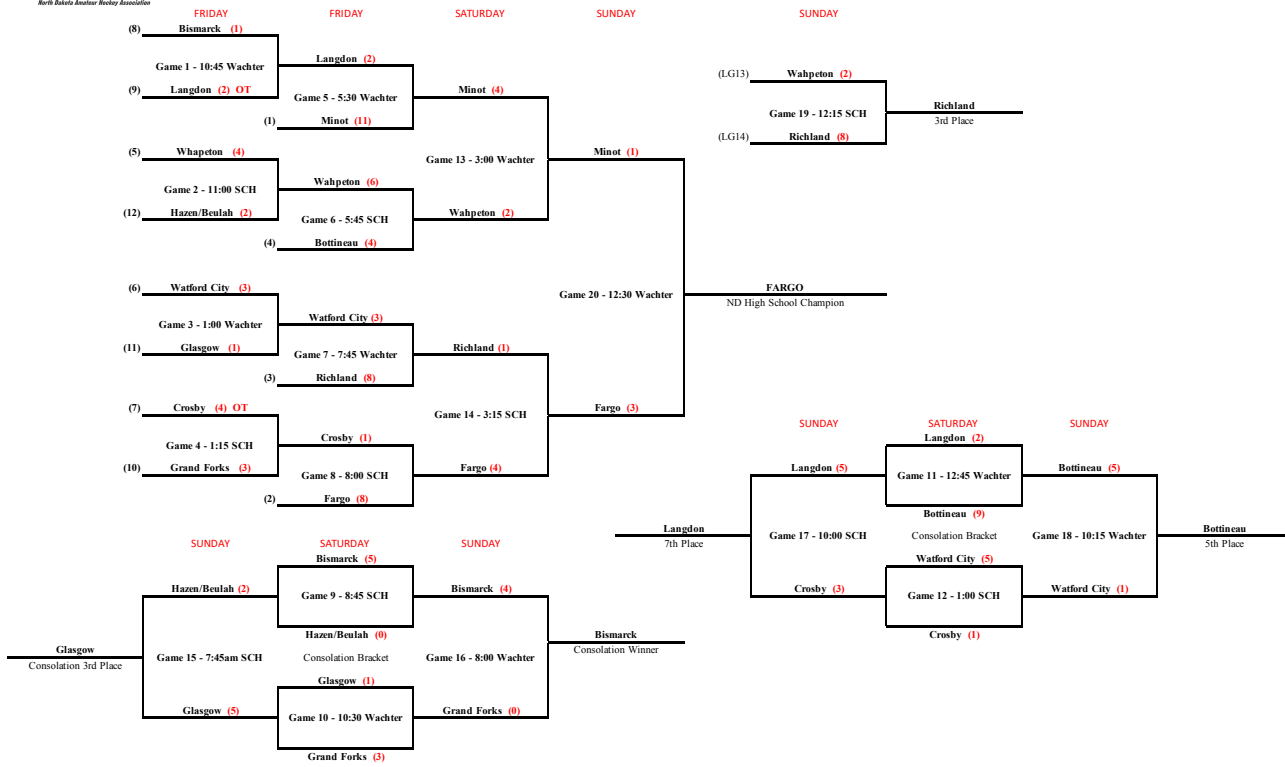 North Dakota Amateur Hockey Association
FRIDAY FRIDAY SATURDAY SUNDAY SUNDAY
(8) Bismarck (1)
Game 1 - 10:45 Wachter
(9) Langdon (2) OT
Langdon (2)
Game 5 - 5:30 Wachter
(1) Minot (11)
Minot (4)
(5) Whapeton (4)
Game 2 - 11:00 SCH
(12) Hazen/Beulah (2)
Wahpeton (6)
Game 6 - 5:45 SCH
(4) Bottineau (4)
Game 13 - 3:00 Wachter
Wahpeton (2)
Minot (1)
(6) Watford City (3)
Game 3 - 1:00 Wachter
(11) Glasgow (1)
Watford City (3)
Game 7 - 7:45 Wachter
(3) Richland (8)
Richland (1)
(7) Crosby (4) OT
Game 4 - 1:15 SCH
(10) Grand Forks (3)
Crosby (1)
Game 8 - 8:00 SCH
(2) Fargo (8)
Game 14 - 3:15 SCH
Fargo (4)
Fargo (3)
Game 20 - 12:30 Wachter
FARGO
ND High School Champion
(LG13) Wahpeton (2)
Game 19 - 12:15 SCH
(LG14) Richland (8)
Richland
3rd Place
SUNDAY SATURDAY SUNDAY
Langdon (2)
Game 11 - 12:45 Wachter
Bottineau (9)
Consolation Bracket
Watford City (5)
Game 12 - 1:00 SCH
Crosby (1)
Langdon (5)
Game 17 - 10:00 SCH
Crosby (3)
Langdon
7th Place
Bottineau (5)
Game 18 - 10:15 Wachter
Watford City (1)
Bottineau
5th Place
SUNDAY SATURDAY SUNDAY
Bismarck (5)
Game 9 - 8:45 SCH
Hazen/Beulah (0)
Consolation Bracket
Glasgow (1)
Game 10 - 10:30 Wachter
Grand Forks (3)
Hazen/Beulah (2)
Game 15 - 7:45am SCH
Glasgow (5)
Glasgow
Consolation 3rd Place
Bismarck (4)
Game 16 - 8:00 Wachter
Grand Forks (0)
Bismarck
Consolation Winner